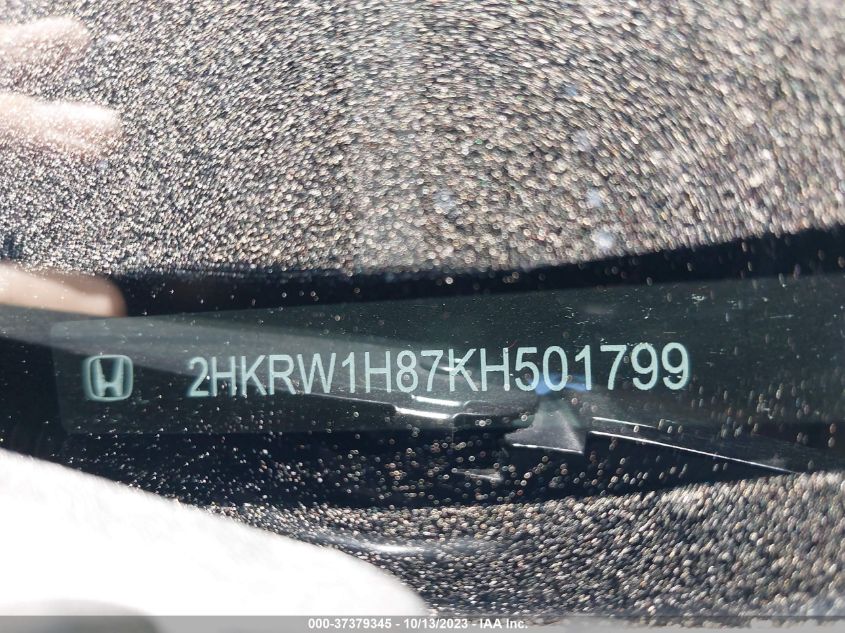 2HKRW1H87KH501799
000-37379345 - 10/13/2023 - IAA Inc.